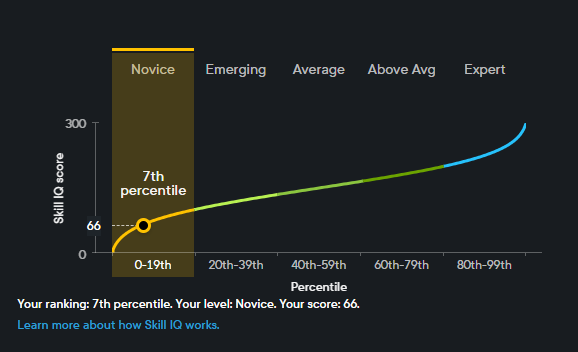 Novice Emerging Average Above Avg Expert
300
Skill IQ score
7th
percentile
66
0
0-19th 20th-39th 40th-59th 60th-79th 80th-99th
Percentile
Your ranking: 7th percentile. Your level: Novice. Your score: 66.
Learn more about how Skill IQ works.